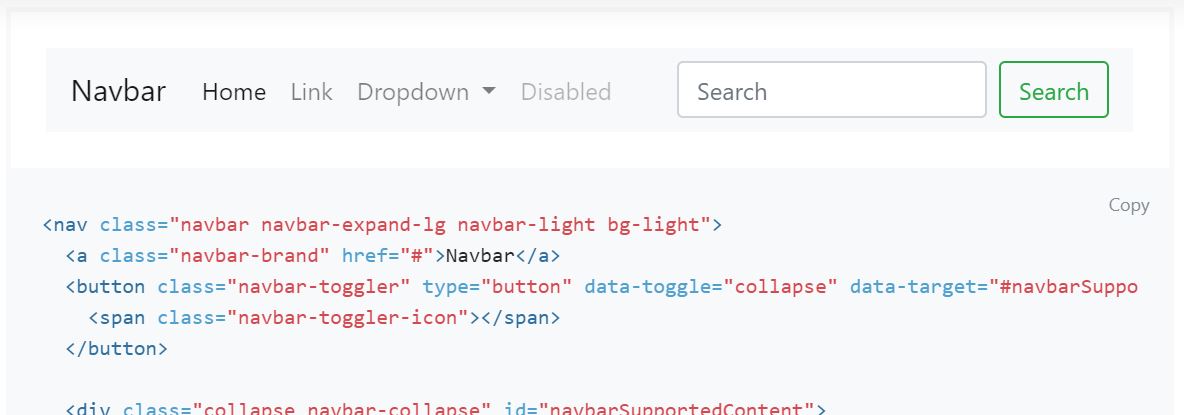 Navbar Home Link Dropdown Disabled Search Search
Copy
<nav class="navbar navbar-expand-lg navbar-light bg-light">
<a class="navbar-brand" href="#">Navbar</a>
<button class="navbar-toggler" type="button" data-toggle="collapse" data-target="#navbarSuppo
<span class="navbar-toggler-icon"></span>
</button>
<div class="collapse navbar-collapse" id="navbarSupportedContent">